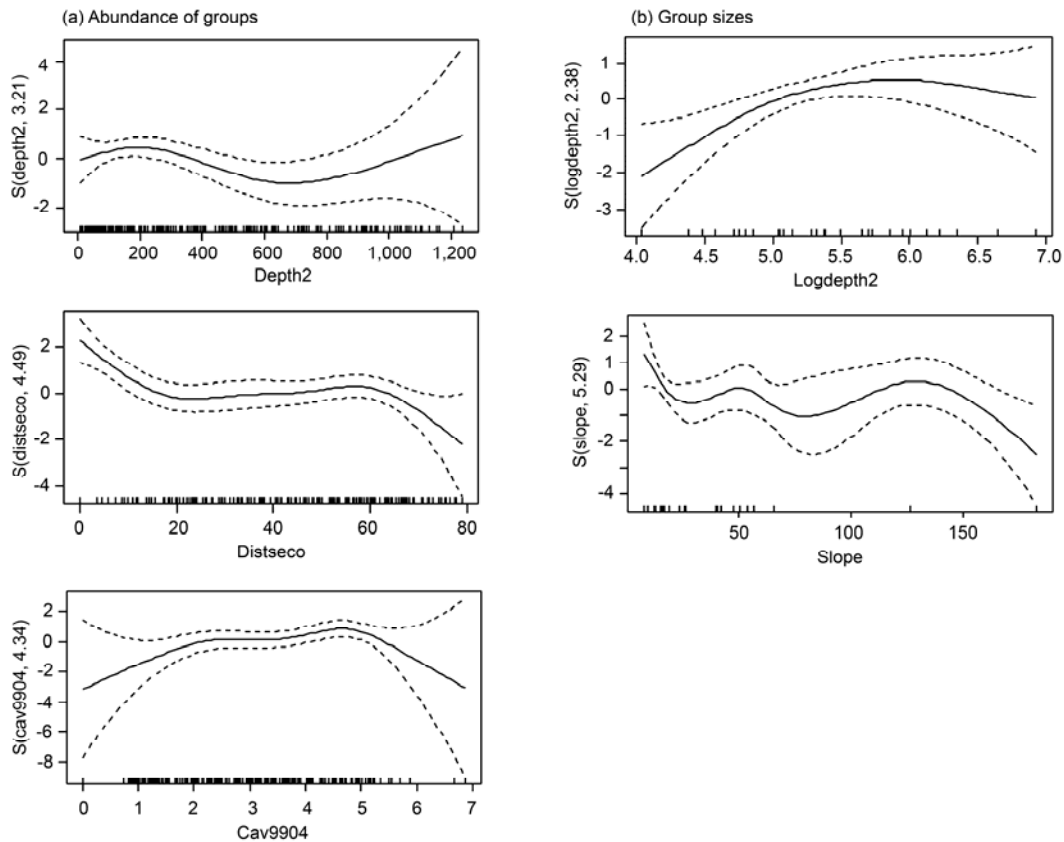 (a) Abundance of groups
S(depth2, 3.21)
4
2
0
-2
0 200 400 600 800 1,000 1,200
Depth2
S(distseco, 4.49)
2
0
-2
-4
0 20 40 60 80
Distseco
S(cav9904, 4.34)
2
0
-2
-4
-6
-8
0 1 2 3 4 5 6 7
Cav9904
(b) Group sizes
S(logdepth2, 2.38)
1
0
-1
-2
-3
4.0 4.5 5.0 5.5 6.0 6.5 7.0
Logdepth2
S(slope, 5.29)
2
1
0
-2
-4
50 100 150
Slope